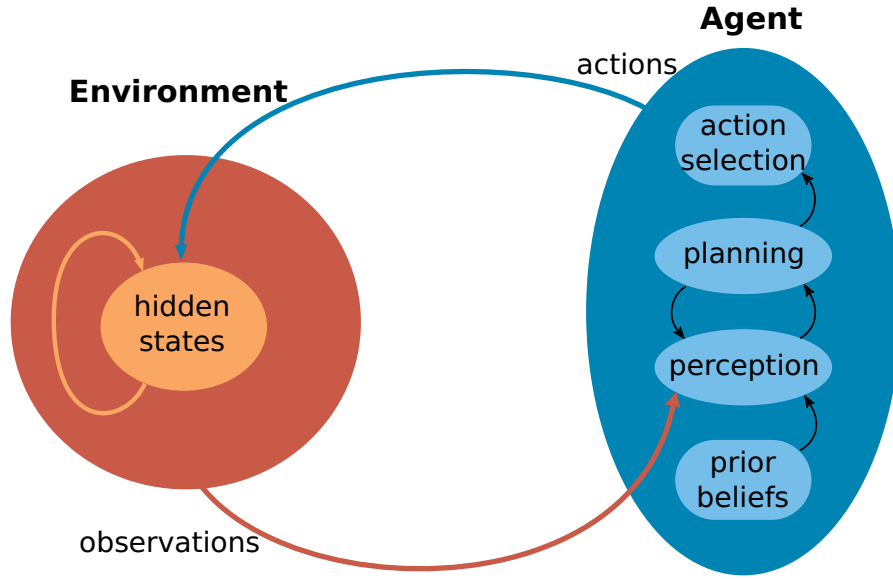 Agent
actions
Environment
action
selection
planning
hidden
states
perception
prior
beliefs
observations